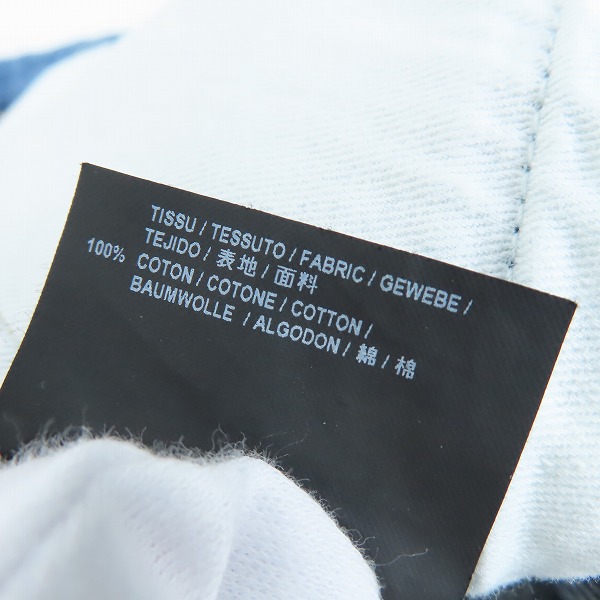 TISSU / TESSUTO / FABRIC / GEWEBE /
TEJIDO / 表地 / 面料
100% COTON / COTONE / COTTON /
BAUMWOLLE / ALGODON / 綿 / 棉